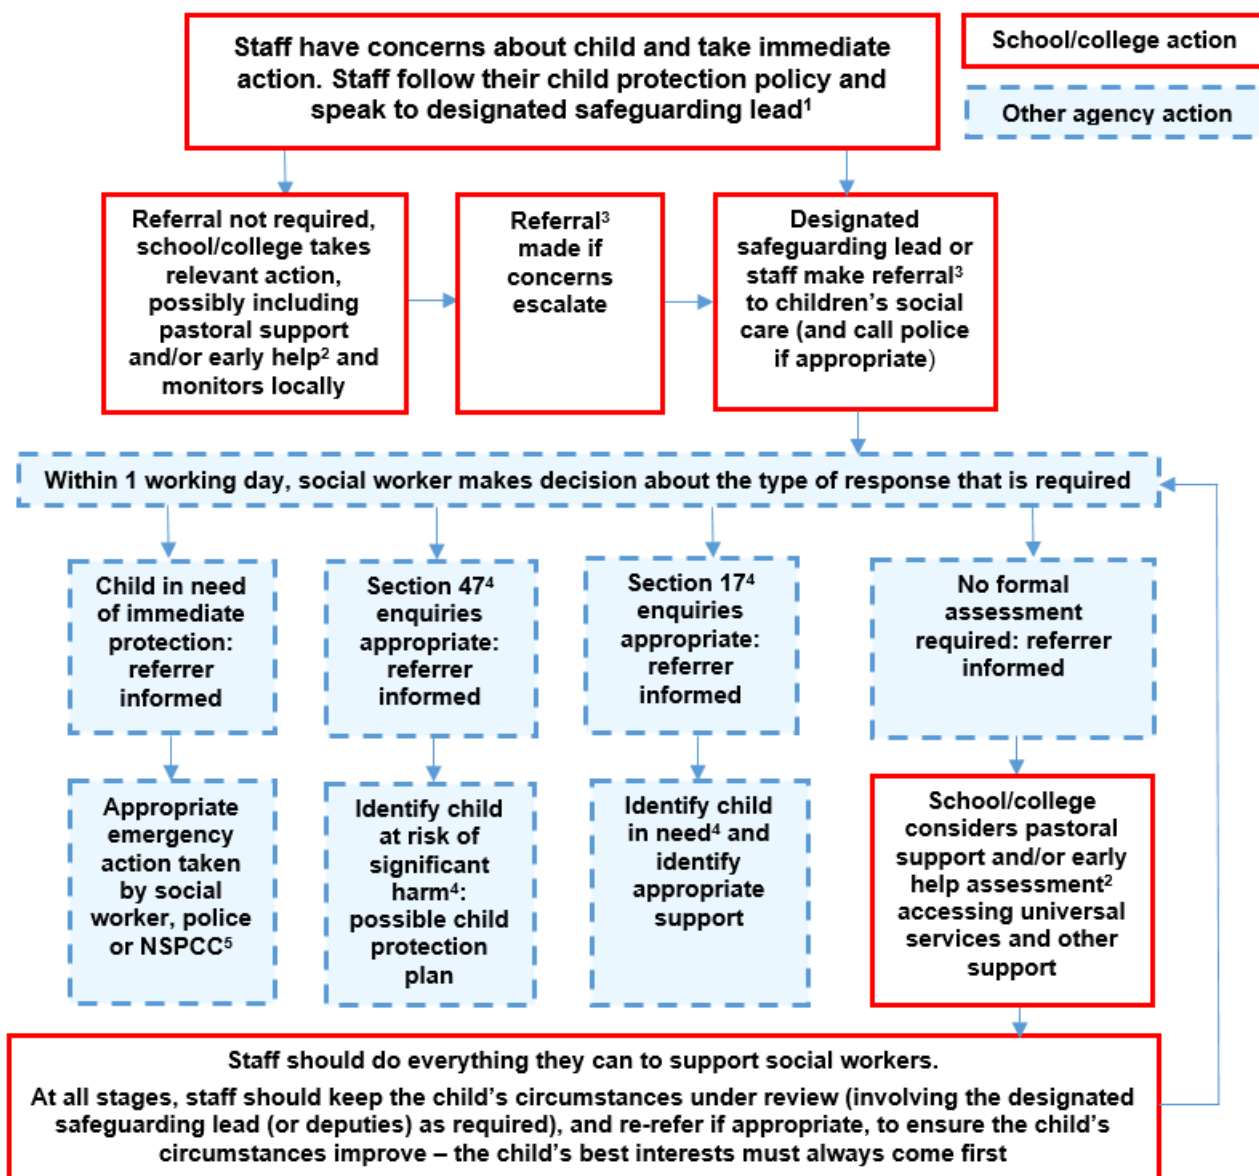 Staff have concerns about child and take immediate
action. Staff follow their child protection policy and
speak to designated safeguarding lead¹
School/college action
Other agency action
Referral not required,
school/college takes
relevant action,
possibly including
pastoral support
and/or early help² and
monitors locally
Referral³
made if
concerns
escalate
Designated
safeguarding lead or
staff make referral³
to children’s social
care (and call police
if appropriate)
Within 1 working day, social worker makes decision about the type of response that is required
Child in need
of immediate
protection:
referrer
informed
Section 47⁴
enquiries
appropriate:
referrer
informed
Section 17⁴
enquiries
appropriate:
referrer
informed
No formal
assessment
required: referrer
informed
Appropriate
emergency
action taken
by social
worker, police
or NSPCC⁵
Identify child
at risk of
significant
harm⁴:
possible child
protection
plan
Identify child
in need⁴ and
identify
appropriate
support
School/college
considers pastoral
support and/or early
help assessment²
accessing universal
services and other
support
Staff should do everything they can to support social workers.
At all stages, staff should keep the child’s circumstances under review (involving the designated
safeguarding lead (or deputies) as required), and re-refer if appropriate, to ensure the child’s
circumstances improve – the child’s best interests must always come first